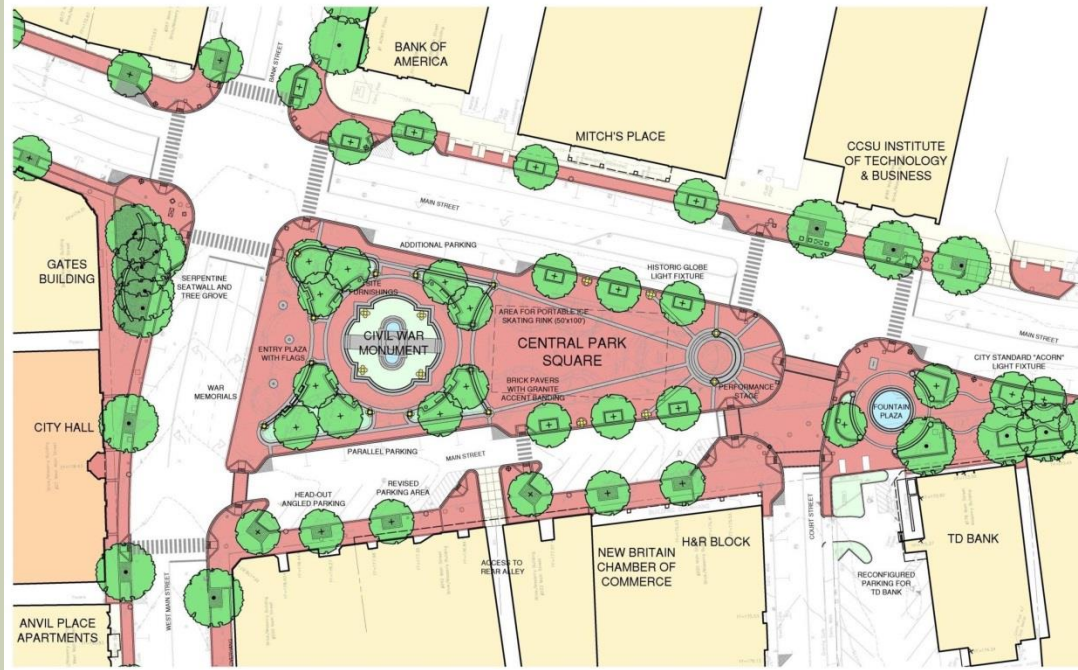 BANK OF
AMERICA
BANK STREET
MITCH'S PLACE
CCSU INSTITUTE
OF TECHNOLOGY
& BUSINESS
MAIN STREET
GATES
BUILDING
SERPENTINE
SEATWALL AND
TREE GROVE
ADDITIONAL PARKING
SITE
FURNISHINGS
HISTORIC GLOBE
LIGHT FIXTURE
AREA FOR PORTABLE ICE
SKATING RINK (50'x100')
CIVIL WAR
MONUMENT
CENTRAL PARK
SQUARE
ENTRY PLAZA
WITH FLAGS
BRICK PAVERS
WITH GRANITE
ACCENT BANDING
PERFORMANCE
STAGE
MAIN STREET
CITY STANDARD "ACORN"
LIGHT FIXTURE
FOUNTAIN
PLAZA
WAR
MEMORIALS
CITY HALL
PARALLEL PARKING
MAIN STREET
HEAD-OUT
ANGLED PARKING
REVISED
PARKING AREA
ACCESS TO
REAR ALLEY
NEW BRITAIN
CHAMBER OF
COMMERCE
H&R BLOCK
COURT STREET
TD BANK
RECONFIGURED
PARKING FOR
TD BANK
WEST MAIN STREET
ANVIL PLACE
APARTMENTS